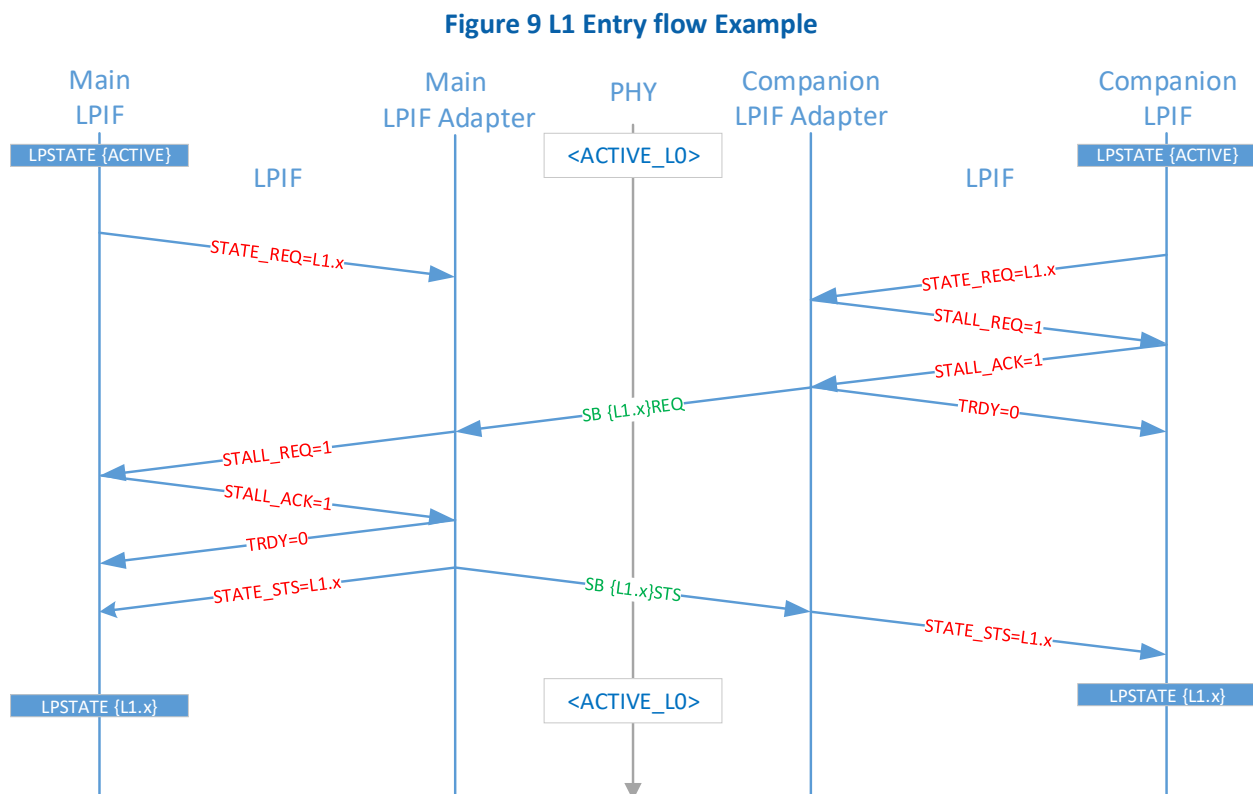 Figure 9 L1 Entry flow Example
Main
LPIF
Main
LPIF Adapter
PHY
Companion
LPIF Adapter
Companion
LPIF
LPSTATE {ACTIVE}
<ACTIVE_L0>
LPSTATE {ACTIVE}
LPIF
LPIF
STATE_REQ=L1.x
STATE_REQ=L1.x
STALL_REQ=1
STALL_ACK=1
SB {L1.x}REQ
TRDY=0
STALL_REQ=1
STALL_ACK=1
TRDY=0
STATE_STS=L1.x
SB {L1.x}STS
STATE_STS=L1.x
LPSTATE {L1.x}
<ACTIVE_L0>
LPSTATE {L1.x}